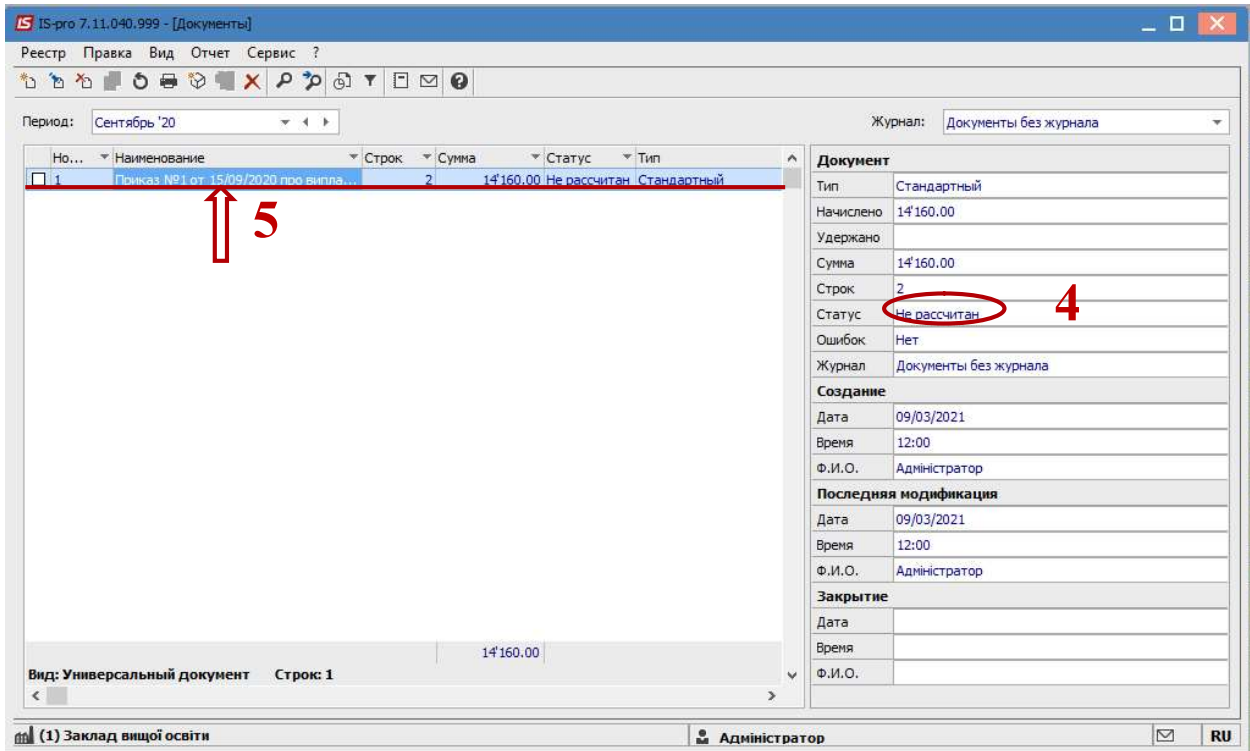 IS-pro 7.11.040.999 - [Документы]
Реестр Правка Вид Отчет Сервис ?
Период: Сентябрь '20 Журнал: Документы без журнала
Но... Наименование Строк Сумма Статус Тип
1 Приказ №1 от 15/09/2020 про випла... 2 14'160.00 Не рассчитан Стандартный
5
Документ
Тип Стандартный
Начислено 14'160.00
Удержано
Сумма 14'160.00
Строк 2
Статус Не рассчитан 4
Ошибок Нет
Журнал Документы без журнала
Создание
Дата 09/03/2021
Время 12:00
Ф.И.О. Адміністратор
Последняя модификация
Дата 09/03/2021
Время 12:00
Ф.И.О. Адміністратор
Закрытие
Дата
Время
Ф.И.О.
14'160.00
Вид: Универсальный документ Строк: 1
(1) Заклад вищої освіти Адміністратор RU